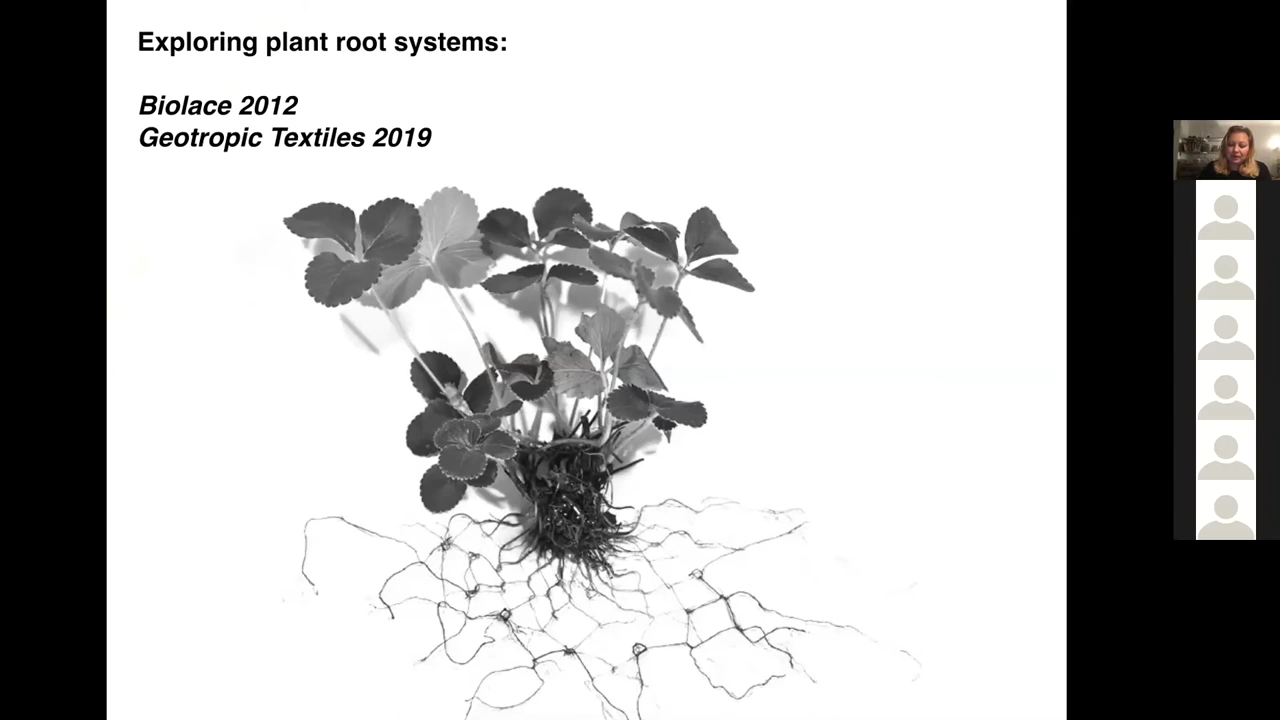 Exploring plant root systems:
Biolace 2012
Geotropic Textiles 2019